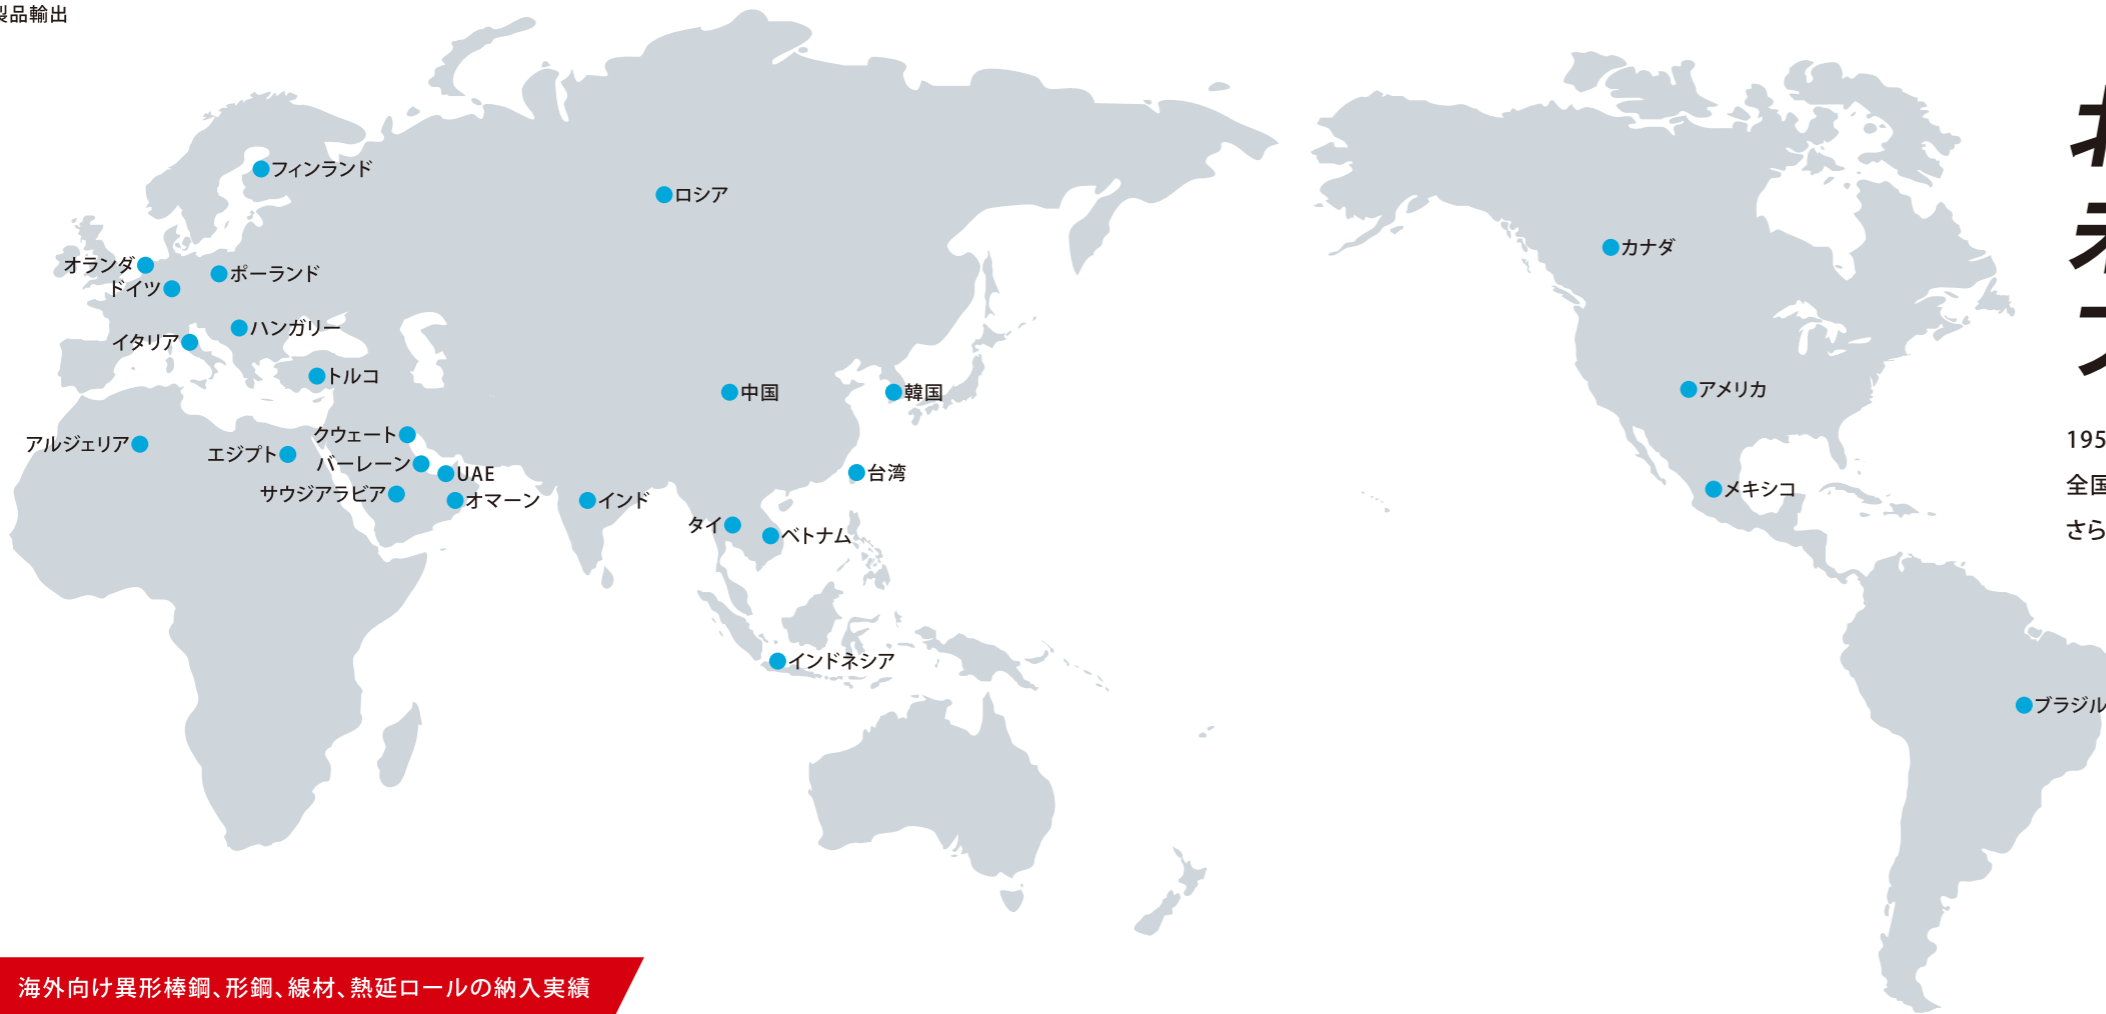 製品輸出
フィンランド
ロシア
オランダ
ポーランド
ドイツ
カナダ
ハンガリー
イタリア
トルコ
中国
韓国
アメリカ
アルジェリア
エジプト
クウェート
バーレーン
UAE
サウジアラビア
オマーン
インド
台湾
タイ
ベトナム
メキシコ
インドネシア
ブラジル
195
全国
さら
海外向け異形棒鋼、形鋼、線材、熱延ロールの納入実績